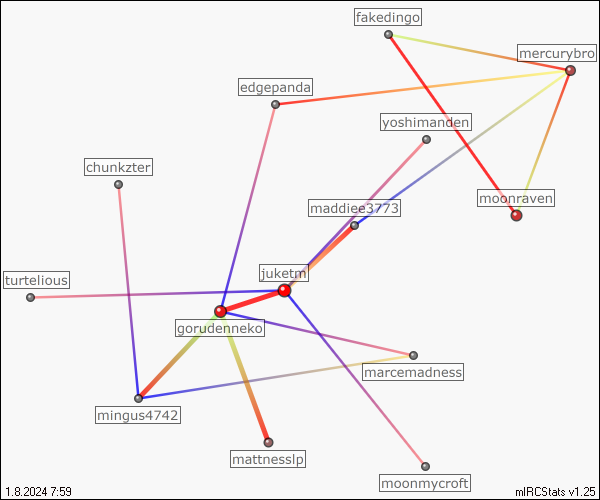 fakedingo
mercurybro
edgepanda
yoshimanden
chunkzter
moonraven
maddiee3773
juketm
turtelious
gorudenneko
marcemadness
mingus4742
mattnesslp
moonmycroft
1.8.2024 7:59
mIRCStats v1.25